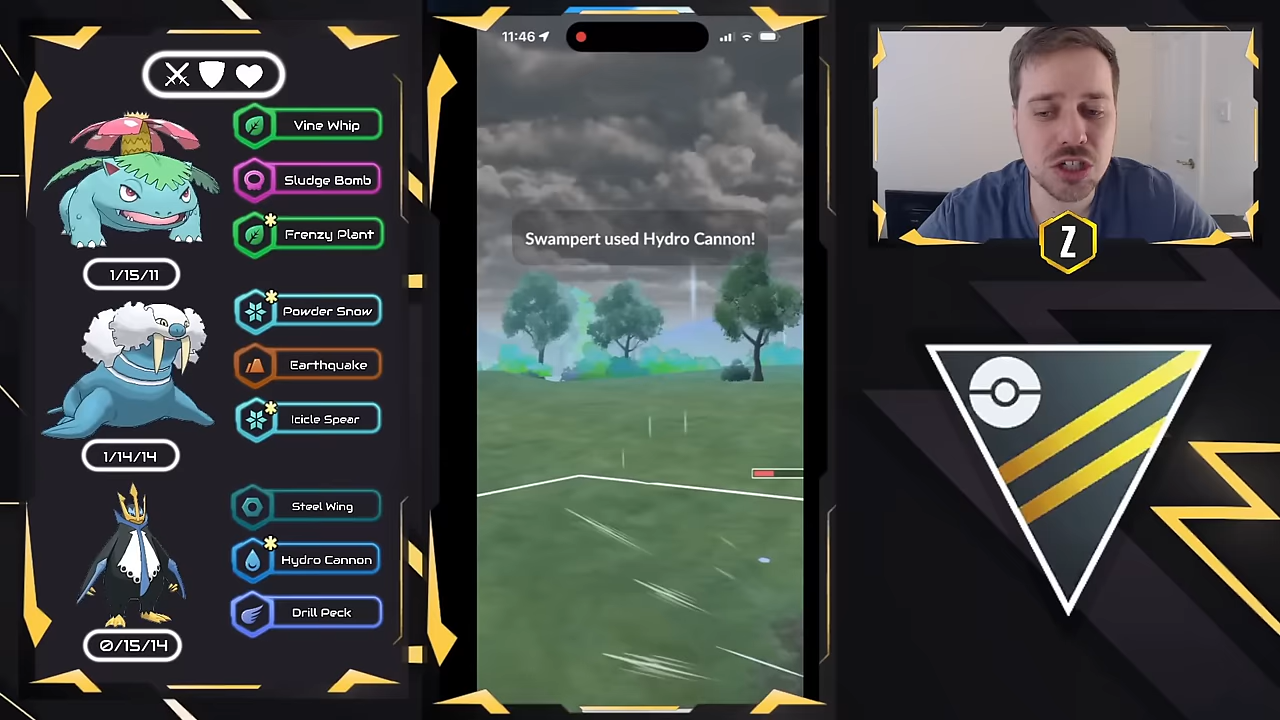 Vine Whip
Sludge Bomb
Frenzy Plant
1/15/11
Powder Snow
Earthquake
Icicle Spear
1/14/14
Steel Wing
Hydro Cannon
Drill Peck
0/15/14
11:46
Swampert used Hydro Cannon!
Z